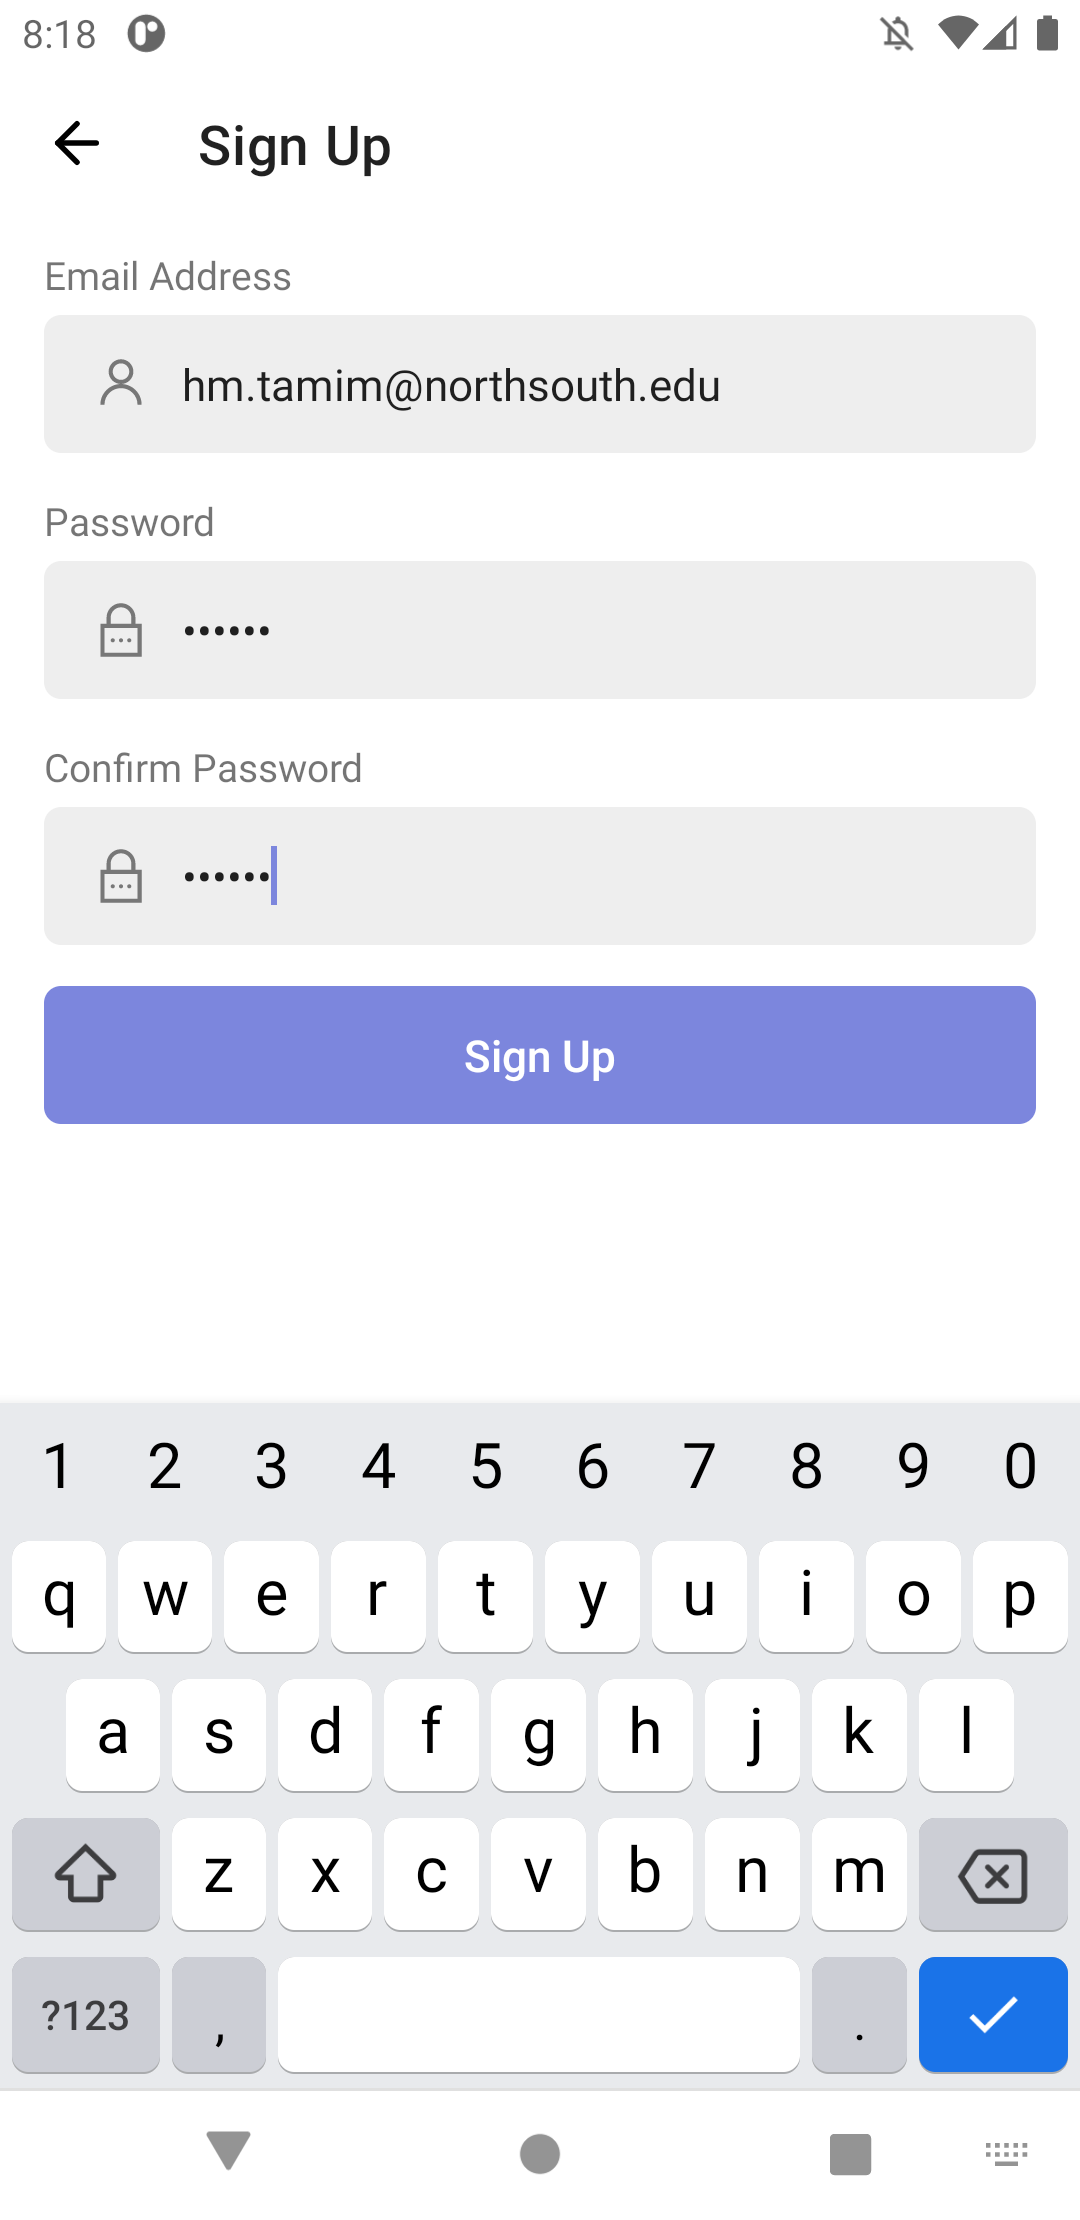 8:18
Sign Up
Email Address
hm.tamim@northsouth.edu
Password
••••••
Confirm Password
••••••
Sign Up
1 2 3 4 5 6 7 8 9 0
q w e r t y u i o p
a s d f g h j k l
z x c v b n m
?123 , .